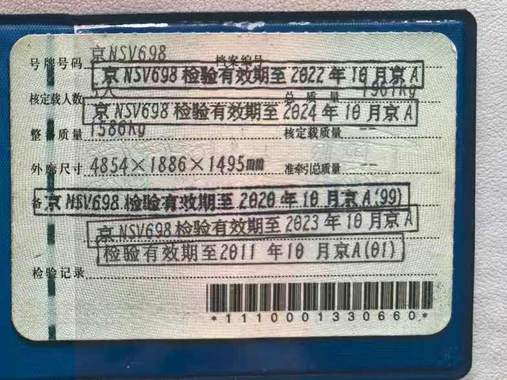 号牌号码 京NSV698 档案编号
京NSV698检验有效期至2022年10月京A
核定载人数 人 总质量 1961kg
京NSV698检验有效期至2024年10月京A
整备质量 1586kg 核定载质量 --
外廓尺寸 4854×1886×1495mm 准牵引总质量 --
备 京NSV698检验有效期至2020年10月京A(99)
京NSV698检验有效期至2023年10月京A
检验有效期至2011年10月京A(01)
检验记录
*1110001330660*